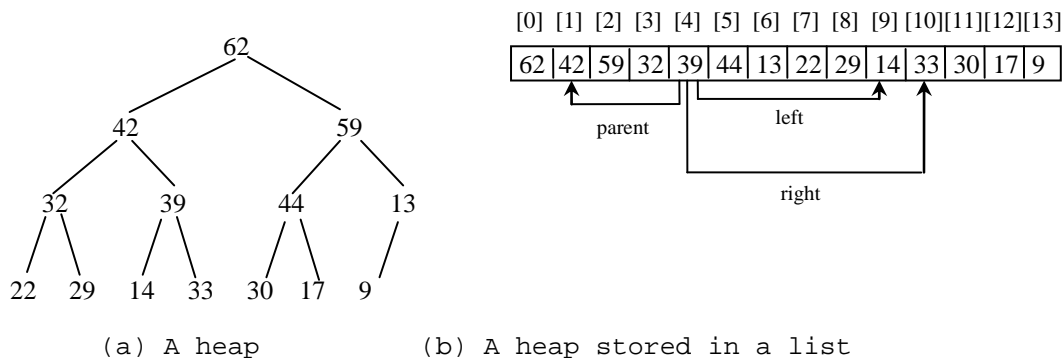 [0] [1] [2] [3] [4] [5] [6] [7] [8] [9] [10][11][12][13]
62 42 59 32 39 44 13 22 29 14 33 30 17 9
parent
left
right
62
42 59
32 39 44 13
22 29 14 33 30 17 9
(a) A heap
(b) A heap stored in a list